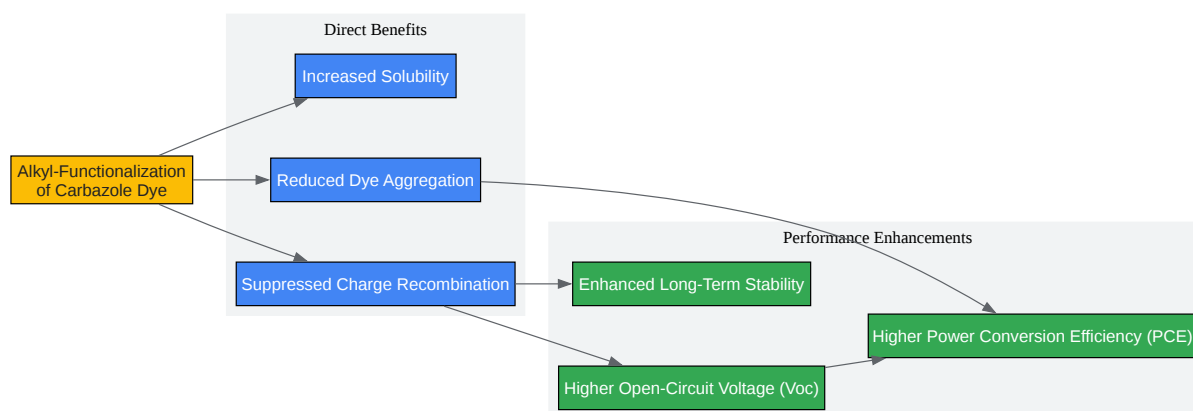 Direct Benefits
Increased Solubility
Alkyl-Functionalization
of Carbazole Dye
Reduced Dye Aggregation
Suppressed Charge Recombination
Performance Enhancements
Enhanced Long-Term Stability
Higher Power Conversion Efficiency (PCE)
Higher Open-Circuit Voltage (Voc)